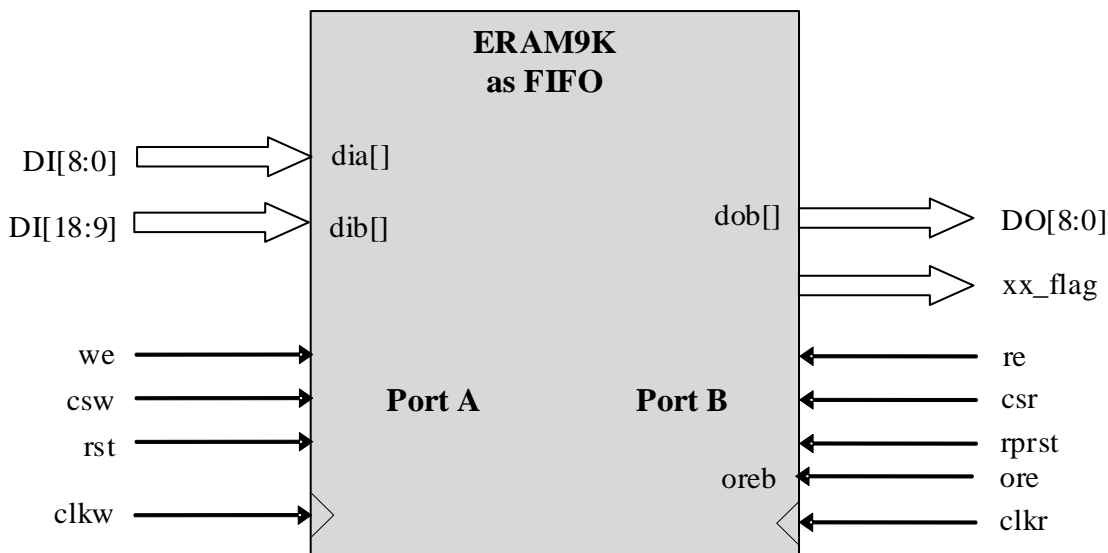 ERAM9K
as FIFO
DI[8:0]
dia[]
DI[18:9]
dib[]
dob[]
DO[8:0]
xx_flag
we
re
csw
Port A
Port B
csr
rst
rprst
oreb
ore
clkw
clkr